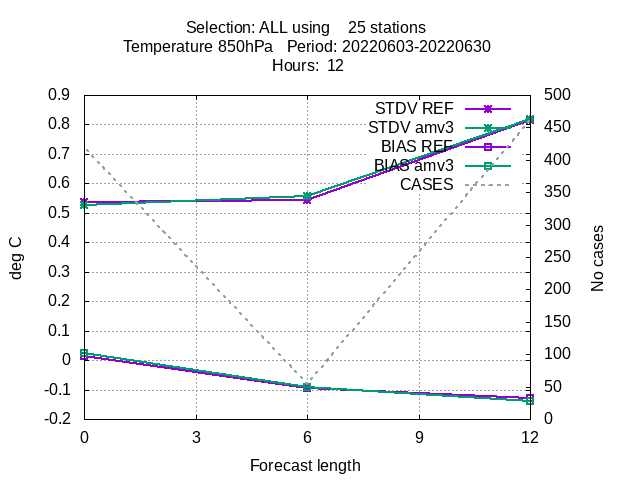 Selection: ALL using 25 stations
Temperature 850hPa Period: 20220603-20220630
Hours: 12
STDV REF
STDV amv3
BIAS REF
BIAS amv3
CASES
0.9
0.8
0.7
0.6
0.5
0.4
0.3
0.2
0.1
0
-0.1
-0.2
deg C
500
450
400
350
300
250
200
150
100
50
0
No cases
0 3 6 9 12
Forecast length